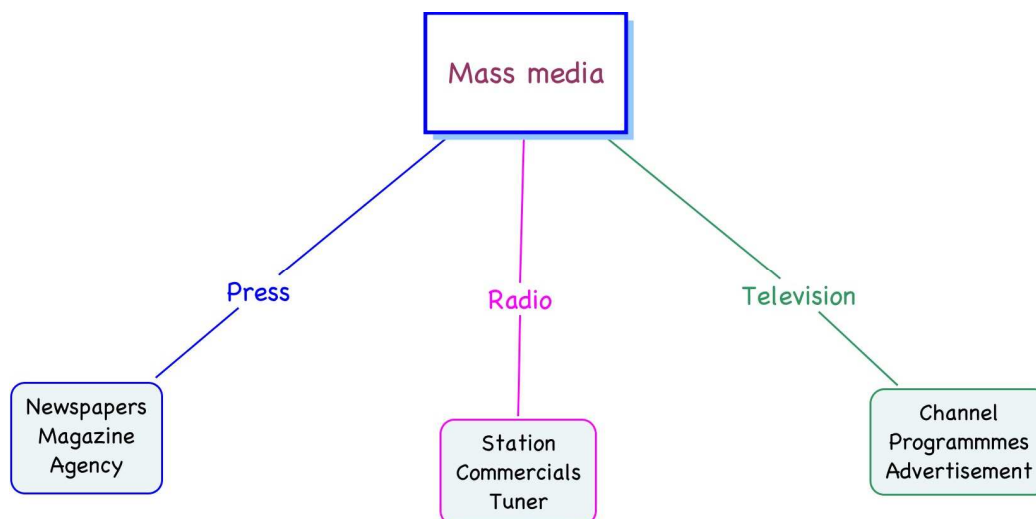 Mass media
Press
Radio
Television
Newspapers
Magazine
Agency
Station
Commercials
Tuner
Channel
Programmmes
Advertisement